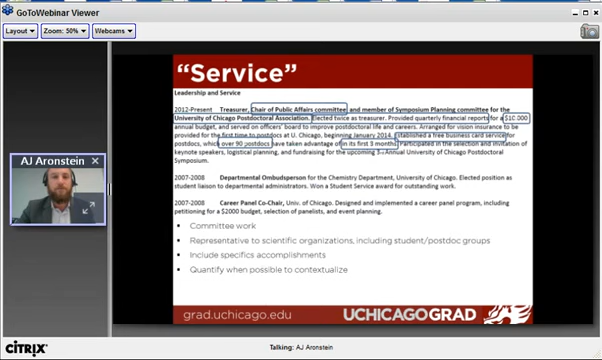 GoToWebinar Viewer
Layout
Zoom: 50%
Webcams
AJ Aronstein
"Service"
Leadership and Service
2012-Present Treasurer, Chair of Public Affairs committee, and member of Symposium Planning committee for the
University of Chicago Postdoctoral Association. Elected twice as treasurer. Provided quarterly financial reports for a $10,000
annual budget, and served on officers' board to improve postdoctoral life and careers. Arranged for vision insurance to be
provided for the first time to postdocs at U. Chicago, beginning January 2014. Established a free business card service for
postdocs, which over 90 postdocs have taken advantage of in its first 3 months. Participated in the selection and invitation of
keynote speakers, logistical planning, and fundraising for the upcoming Annual University of Chicago Postdoctoral
Symposium.
2007-2008 Departmental Ombudsperson for the Chemistry Department, University of Chicago. Elected position as
student liaison to departmental administrators. Won a Student Service award for outstanding work.
2007-2008 Career Panel Co-Chair, Univ. of Chicago. Designed and implemented a career panel program, including
petitioning for a $2000 budget, selection of panelists, and event planning.
• Committee work
• Representative to scientific organizations, including student/postdoc groups
• Include specifics accomplishments
• Quantify when possible to contextualize
grad.uchicago.edu
UCHICAGOGRAD
CITRIX
Talking: AJ Aronstein